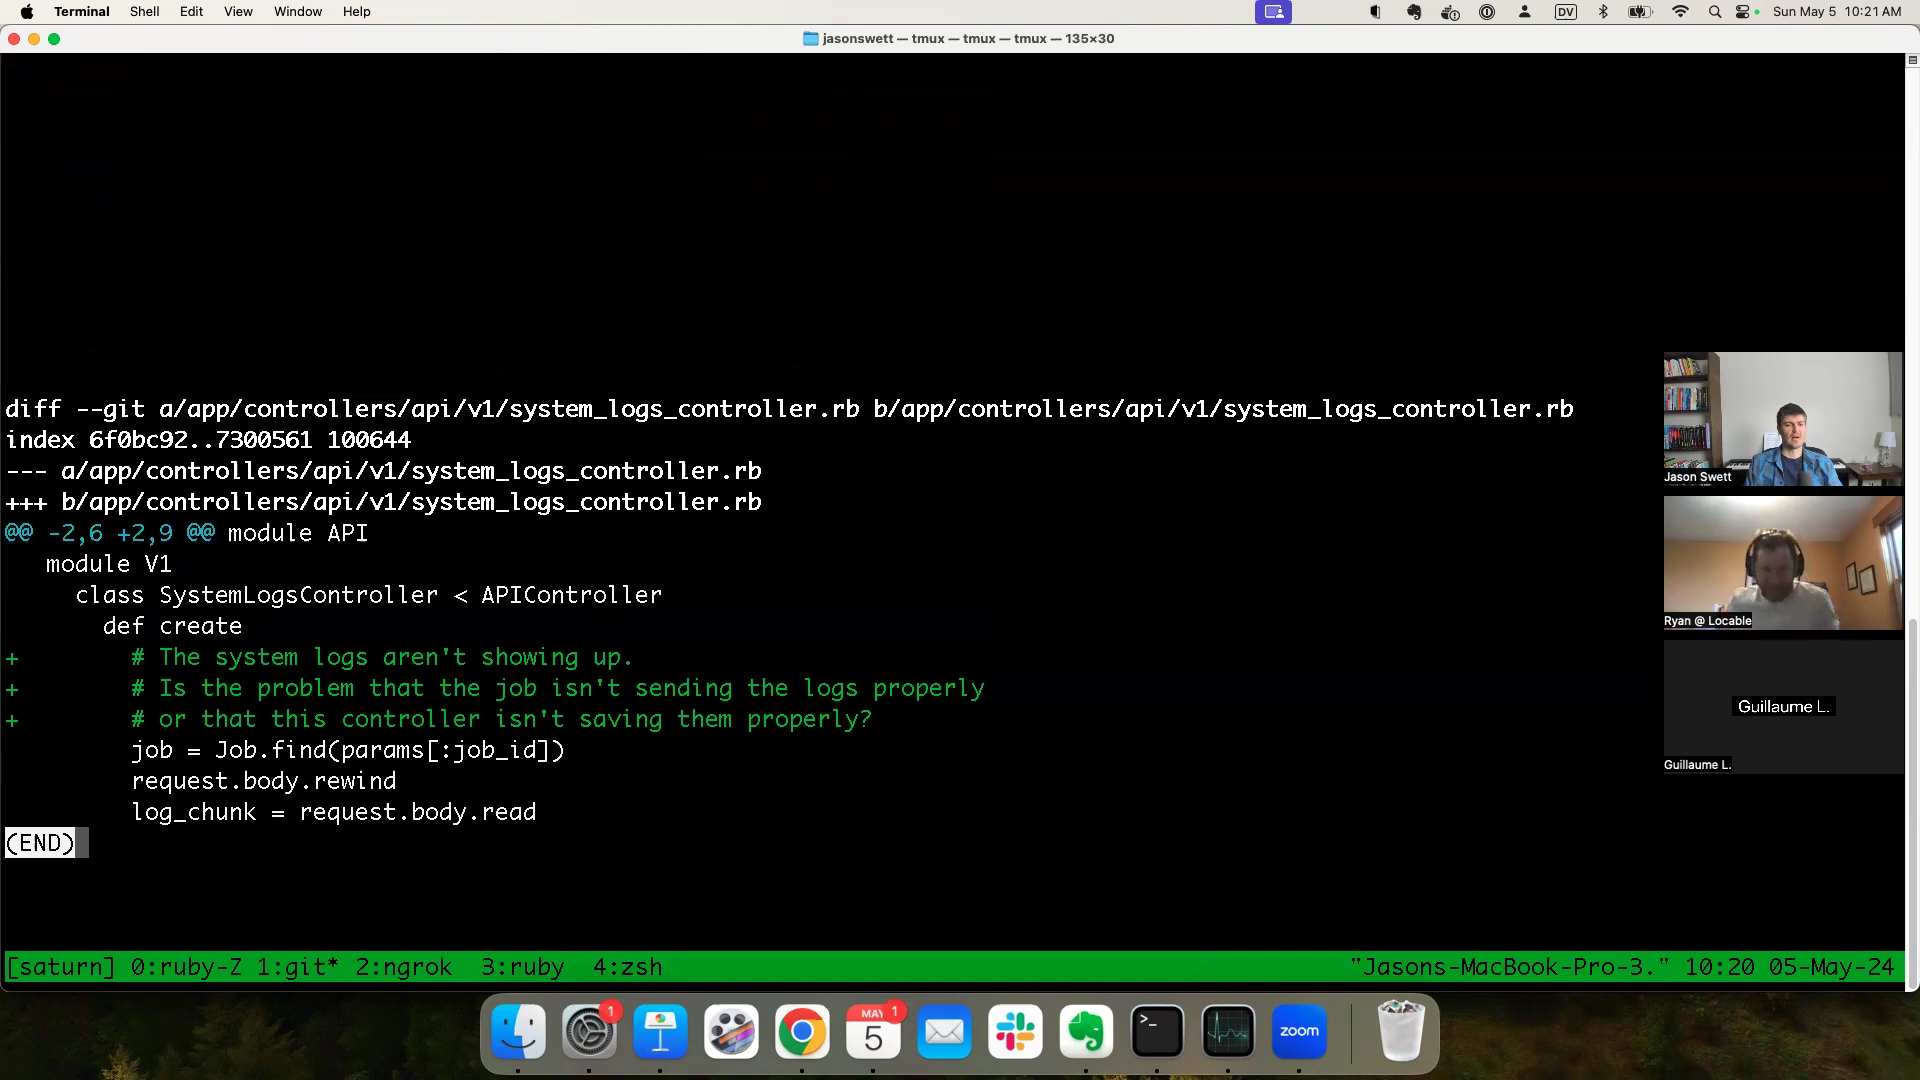 Terminal Shell Edit View Window Help DV Sun May 5 10:21 AM
jasonswett — tmux — tmux — tmux — 135×30
diff --git a/app/controllers/api/v1/system_logs_controller.rb b/app/controllers/api/v1/system_logs_controller.rb
index 6f0bc92..7300561 100644
--- a/app/controllers/api/v1/system_logs_controller.rb
+++ b/app/controllers/api/v1/system_logs_controller.rb
@@ -2,6 +2,9 @@ module API
module V1
class SystemLogsController < APIController
def create
+ # The system logs aren't showing up.
+ # Is the problem that the job isn't sending the logs properly
+ # or that this controller isn't saving them properly?
job = Job.find(params[:job_id])
request.body.rewind
log_chunk = request.body.read
(END)
Jason Swett
Ryan @ Locable
Guillaume L.
Guillaume L.
[saturn] 0:ruby-Z 1:git* 2:ngrok 3:ruby 4:zsh "Jasons-MacBook-Pro-3." 10:20 05-May-24
1
MAY 1
5
>_
zoom